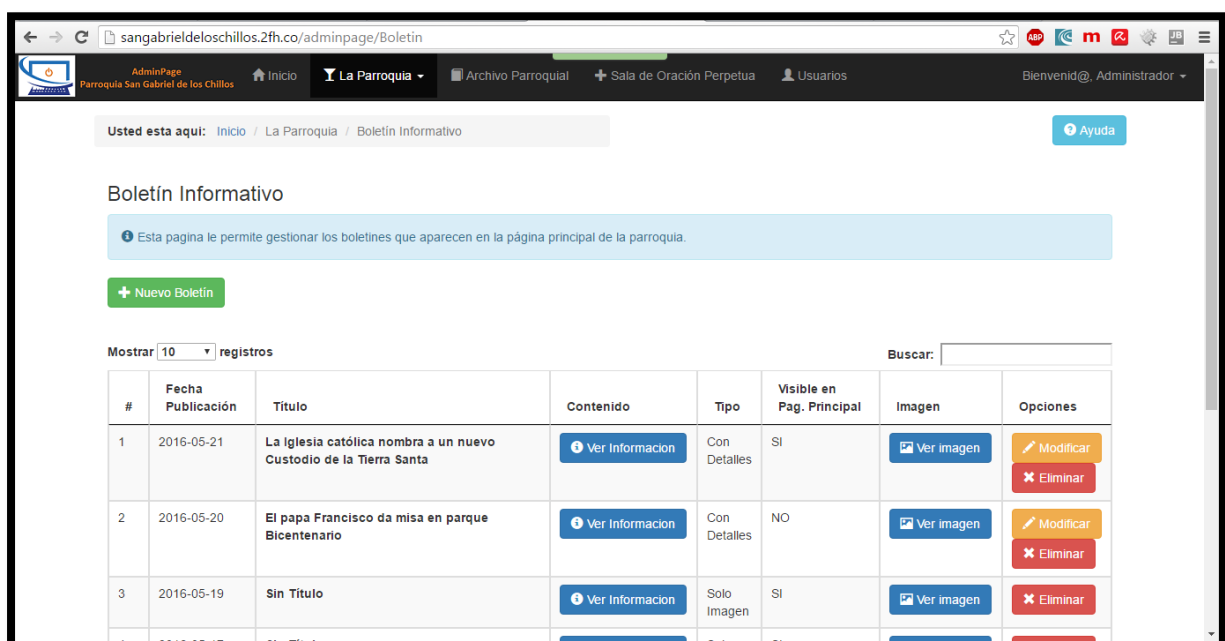 sangabrieldeloschillos.2fh.co/adminpage/Boletin
ABP m JB
AdminPage
Parroquia San Gabriel de los Chillos
Inicio La Parroquia Archivo Parroquial Sala de Oración Perpetua Usuarios Bienvenid@, Administrador
Usted esta aqui: Inicio / La Parroquia / Boletín Informativo
Ayuda
Boletín Informativo
Esta pagina le permite gestionar los boletines que aparecen en la página principal de la parroquia.
Nuevo Boletín
Mostrar 10 registros
Buscar:
# Fecha Publicación Título Contenido Tipo Visible en Pag. Principal Imagen Opciones
1 2016-05-21 La Iglesia católica nombra a un nuevo Custodio de la Tierra Santa Ver Informacion Con Detalles SI Ver imagen Modificar
Eliminar
2 2016-05-20 El papa Francisco da misa en parque Bicentenario Ver Informacion Con Detalles NO Ver imagen Modificar
Eliminar
3 2016-05-19 Sin Título Ver Informacion Solo Imagen SI Ver imagen Eliminar